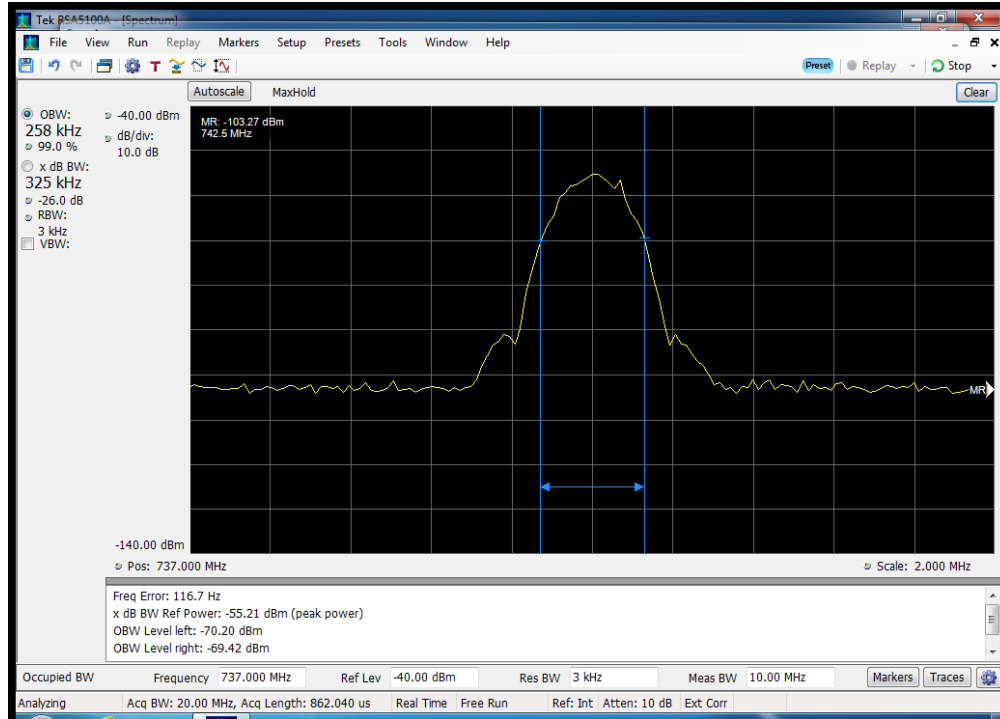 Tek RSA5100A - [Spectrum]
File View Run Replay Markers Setup Presets Tools Window Help
T Preset Replay Stop
Autoscale MaxHold Clear
OBW:
258 kHz
99.0 %
x dB BW:
325 kHz
-26.0 dB
RBW:
3 kHz
VBW:
-40.00 dBm
dB/div:
10.0 dB
MR: -103.27 dBm
742.5 MHz
MR
-140.00 dBm
Pos: 737.000 MHz Scale: 2.000 MHz
Freq Error: 116.7 Hz
x dB BW Ref Power: -55.21 dBm (peak power)
OBW Level left: -70.20 dBm
OBW Level right: -69.42 dBm
Occupied BW Frequency 737.000 MHz Ref Lev -40.00 dBm Res BW 3 kHz Meas BW 10.00 MHz Markers Traces
Analyzing Acq BW: 20.00 MHz, Acq Length: 862.040 us Real Time Free Run Ref: Int Atten: 10 dB Ext Corr